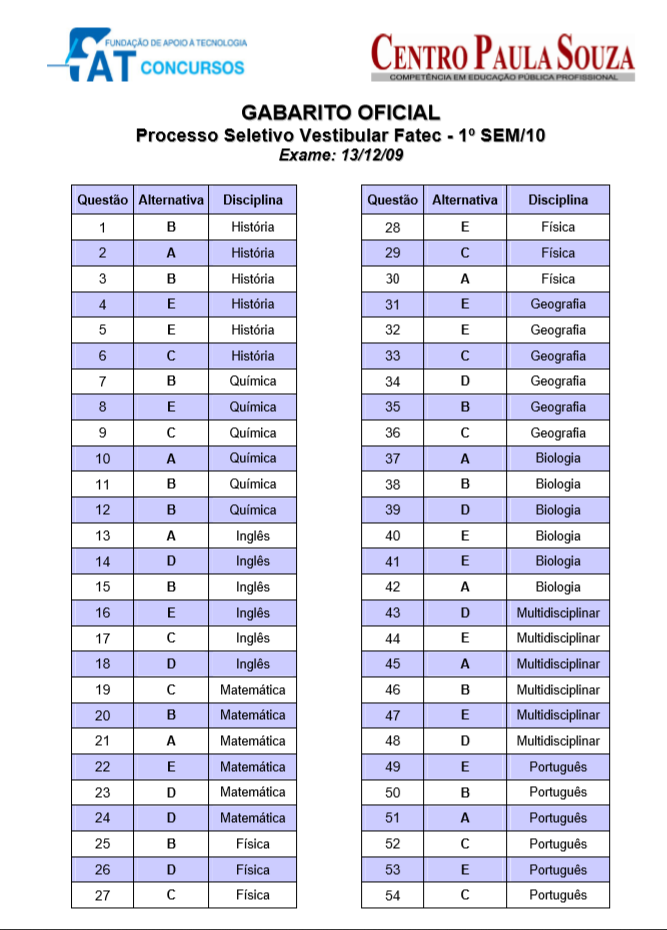 FUNDAÇÃO DE APOIO À TECNOLOGIA
FAT CONCURSOS
CENTRO PAULA SOUZA
COMPETÊNCIA EM EDUCAÇÃO PÚBLICA PROFISSIONAL
GABARITO OFICIAL
Processo Seletivo Vestibular Fatec - 1º SEM/10
Exame: 13/12/09
Questão Alternativa Disciplina
1 B História
2 A História
3 B História
4 E História
5 E História
6 C História
7 B Química
8 E Química
9 C Química
10 A Química
11 B Química
12 B Química
13 A Inglês
14 D Inglês
15 B Inglês
16 E Inglês
17 C Inglês
18 D Inglês
19 C Matemática
20 B Matemática
21 A Matemática
22 E Matemática
23 D Matemática
24 D Matemática
25 B Física
26 D Física
27 C Física
Questão Alternativa Disciplina
28 E Física
29 C Física
30 A Física
31 E Geografia
32 E Geografia
33 C Geografia
34 D Geografia
35 B Geografia
36 C Geografia
37 A Biologia
38 B Biologia
39 D Biologia
40 E Biologia
41 E Biologia
42 A Biologia
43 D Multidisciplinar
44 E Multidisciplinar
45 A Multidisciplinar
46 B Multidisciplinar
47 E Multidisciplinar
48 D Multidisciplinar
49 E Português
50 B Português
51 A Português
52 C Português
53 E Português
54 C Português